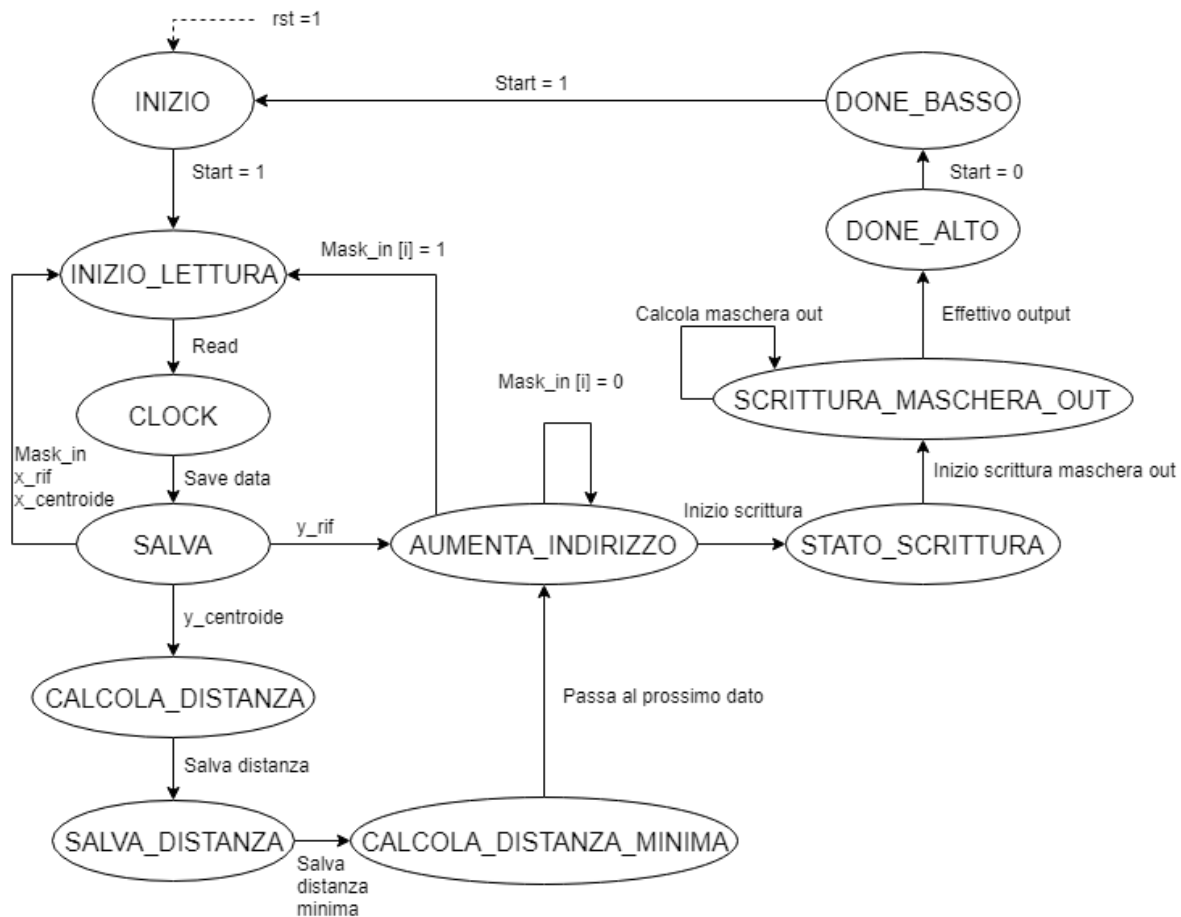 rst =1
INIZIO
Start = 1
DONE_BASSO
Start = 1
Start = 0
DONE_ALTO
Mask_in [i] = 1
INIZIO_LETTURA
Calcola maschera out
Effettivo output
Read
Mask_in [i] = 0
SCRITTURA_MASCHERA_OUT
CLOCK
Mask_in
x_rif
x_centroide
Save data
Inizio scrittura maschera out
Inizio scrittura
SALVA
y_rif
AUMENTA_INDIRIZZO
STATO_SCRITTURA
y_centroide
CALCOLA_DISTANZA
Passa al prossimo dato
Salva distanza
SALVA_DISTANZA
Salva
distanza
minima
CALCOLA_DISTANZA_MINIMA